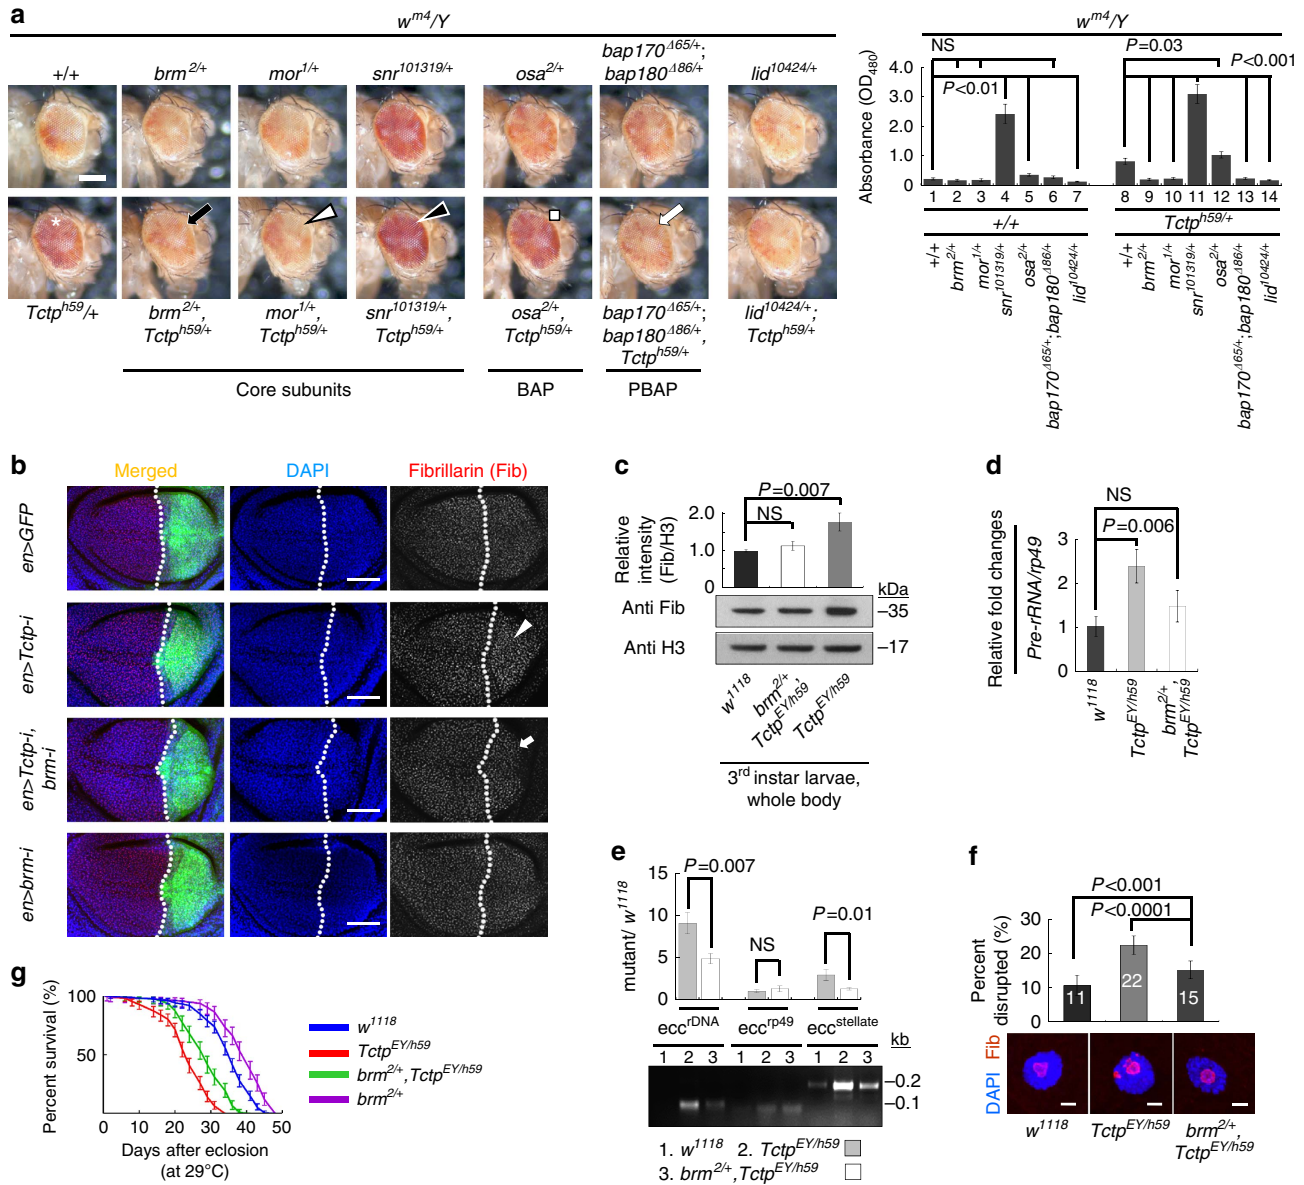 a
w^m4/Y
+/+
brm^2/+
mor^1/+
snr^101319/+
osa^2/+
bap170^Δ65/+;
bap180^Δ86/+
lid^10424/+
*
Tctp^h59/+
brm^2/+,
Tctp^h59/+
mor^1/+,
Tctp^h59/+
snr^101319/+,
Tctp^h59/+
osa^2/+,
Tctp^h59/+
bap170^Δ65/+;
bap180^Δ86/+,
Tctp^h59/+
lid^10424/+;
Tctp^h59/+
Core subunits
BAP
PBAP
w^m4/Y
NS
P=0.03
P<0.01
P<0.001
Absorbance (OD_480)
4.0
3.0
2.0
1.0
0
1 2 3 4 5 6 7 8 9 10 11 12 13 14
+/+
Tctp^h59/+
+/+
brm^2/+
mor^1/+
snr^101319/+
osa^2/+
bap170^Δ65/+;bap180^Δ86/+
lid^10424/+
+/+
brm^2/+
mor^1/+
snr^101319/+
osa^2/+
bap170^Δ65/+;bap180^Δ86/+
lid^10424/+
b
Merged
DAPI
Fibrillarin (Fib)
en>GFP
en>Tctp-i
en>Tctp-i,
brm-i
en>brm-i
c
P=0.007
NS
Relative
intensity
(Fib/H3)
2.0
1.0
0
kDa
Anti Fib
–35
Anti H3
–17
w^1118
brm^2/+,
Tctp^EY/h59
Tctp^EY/h59
3^rd instar larvae,
whole body
d
NS
P=0.006
Relative fold changes
Pre-rRNA/rp49
3
2
1
0
w^1118
Tctp^EY/h59
brm^2/+,
Tctp^EY/h59
e
P=0.007
P=0.01
NS
mutant/ w^1118
15
10
5
0
ecc^rDNA
ecc^rp49
ecc^stellate
kb
1 2 3 1 2 3 1 2 3
–0.2
–0.1
1. w^1118
2. Tctp^EY/h59
3. brm^2/+,Tctp^EY/h59
f
P<0.001
P<0.0001
Percent
disrupted (%)
30
20
10
0
11
22
15
DAPI Fib
w^1118
Tctp^EY/h59
brm^2/+,
Tctp^EY/h59
g
Percent survival (%)
100
50
0 10 20 30 40 50
Days after eclosion
(at 29°C)
w^1118
Tctp^EY/h59
brm^2/+,Tctp^EY/h59
brm^2/+